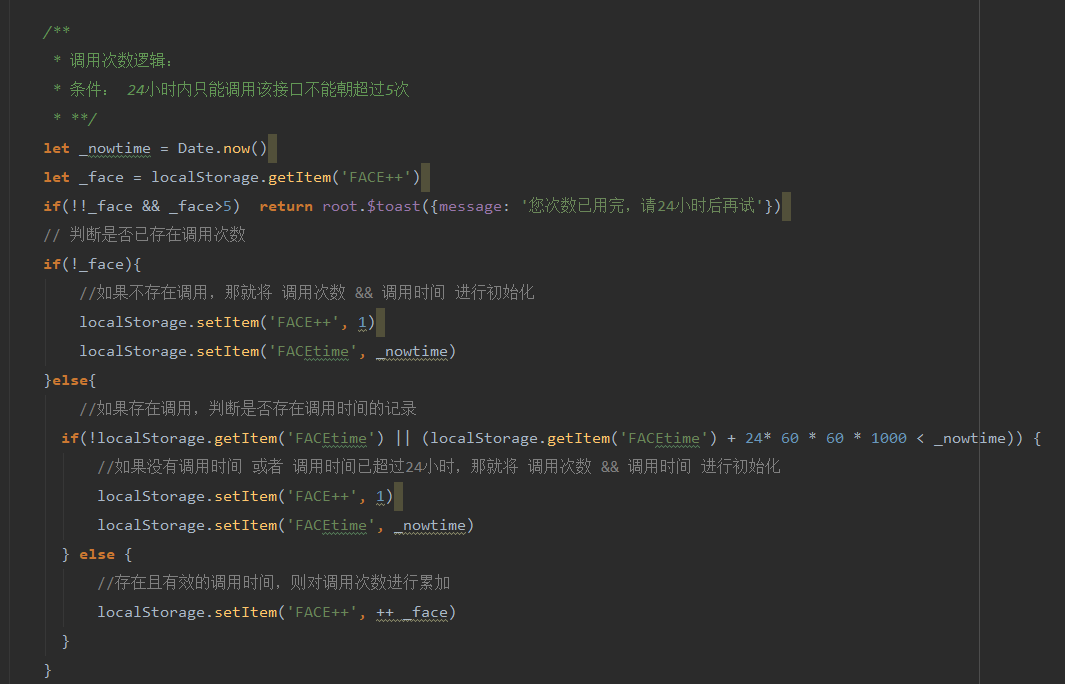 /**
 * 调用次数逻辑:
 * 条件: 24小时内只能调用该接口不能朝超过5次
 * **/
let _nowtime = Date.now()
let _face = localStorage.getItem('FACE++')
if(!!_face && _face>5)  return root.$toast({message: '您次数已用完, 请24小时后再试'})
// 判断是否已存在调用次数
if(!_face){
    //如果不存在调用, 那就将 调用次数 && 调用时间 进行初始化
    localStorage.setItem('FACE++', 1)
    localStorage.setItem('FACEtime', _nowtime)
}else{
    //如果存在调用, 判断是否存在调用时间的记录
  if(!localStorage.getItem('FACEtime') || (localStorage.getItem('FACEtime') + 24* 60 * 60 * 1000 < _nowtime)) {
      //如果没有调用时间 或者 调用时间已超过24小时, 那就将 调用次数 && 调用时间 进行初始化
      localStorage.setItem('FACE++', 1)
      localStorage.setItem('FACEtime', _nowtime)
  } else {
      //存在且有效的调用时间, 则对调用次数进行累加
      localStorage.setItem('FACE++', ++ _face)
  }
}